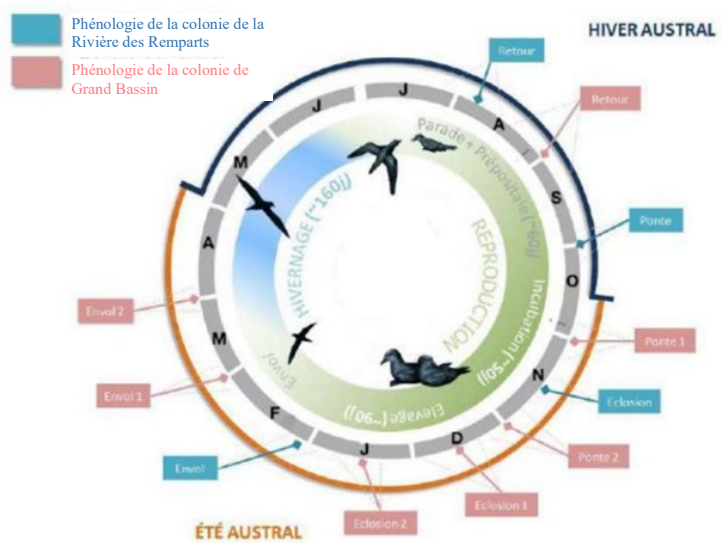 Phénologie de la colonie de la
Rivière des Remparts
Phénologie de la colonie de
Grand Bassin
HIVER AUSTRAL
Retour
Retour
Ponte
Ponte 1
Eclosion
Ponte 2
Eclosion 1
Eclosion 2
Envol
Envol 1
Envol 2
J
A
S
O
N
D
J
F
M
A
M
J
Parade + Prépositale (~60j)
Incubation (~50j)
Elevage (~90j)
Envol
HIVERNAGE (~160j)
REPRODUCTION
ÉTÉ AUSTRAL